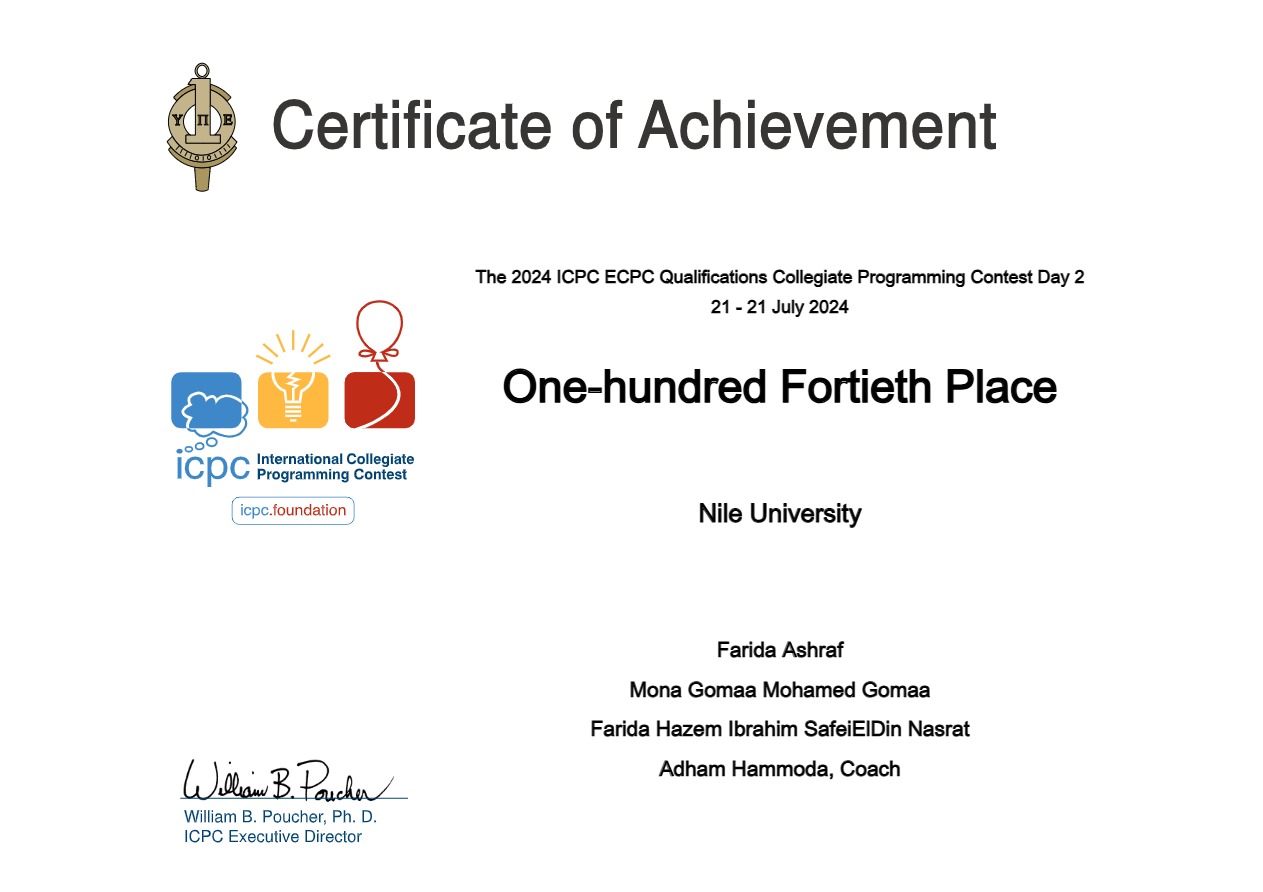 Υ Π Ε
Certificate of Achievement
The 2024 ICPC ECPC Qualifications Collegiate Programming Contest Day 2
21 - 21 July 2024
One-hundred Fortieth Place
icpc International Collegiate
Programming Contest
icpc.foundation
Nile University
Farida Ashraf
Mona Gomaa Mohamed Gomaa
Farida Hazem Ibrahim SafeiElDin Nasrat
Adham Hammoda, Coach
William B. Poucher
William B. Poucher, Ph. D.
ICPC Executive Director